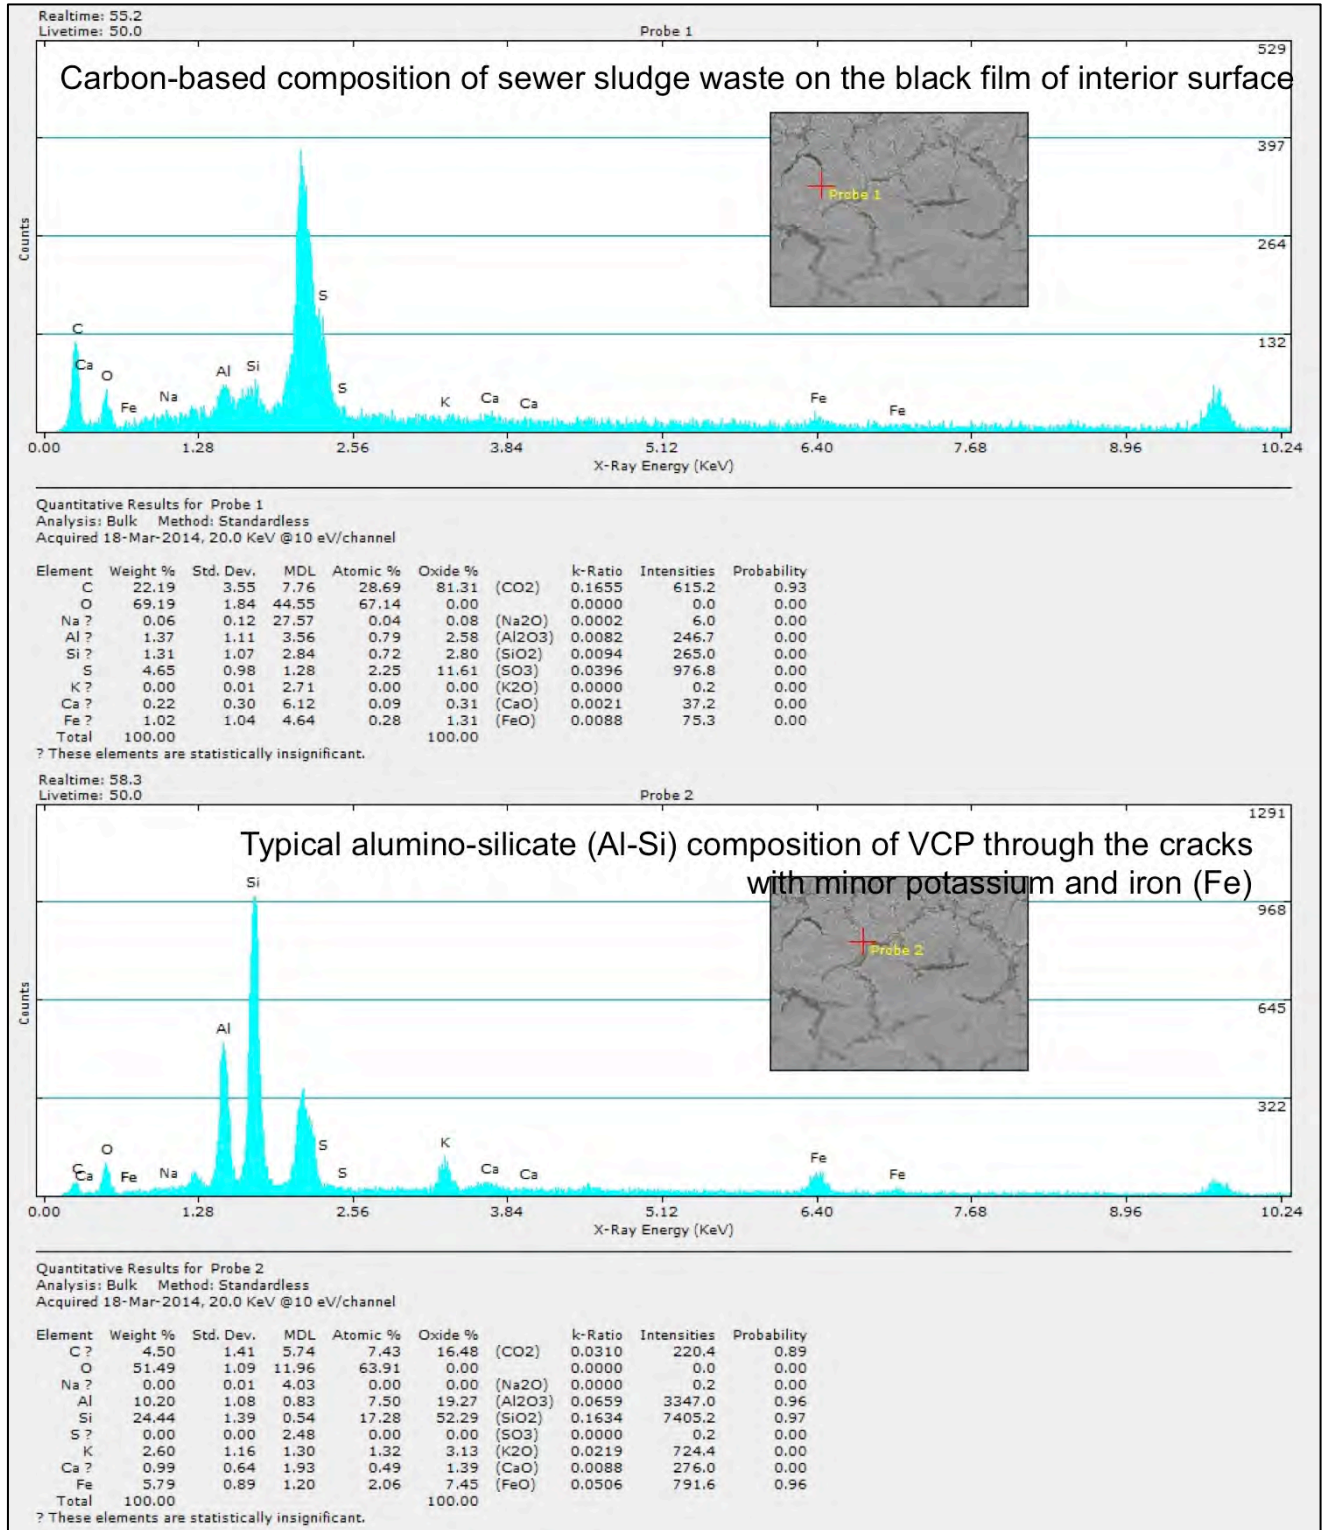 Realtime: 55.2
Livetime: 50.0
Probe 1
529
Carbon-based composition of sewer sludge waste on the black film of interior surface
397
Probe 1
264
Counts
S
132
C
Ca
O
Fe
Na
Al
Si
S
K
Ca
Ca
Fe
Fe
0.00 1.28 2.56 3.84 5.12 6.40 7.68 8.96 10.24
X-Ray Energy (KeV)
Quantitative Results for Probe 1
Analysis: Bulk Method: Standardless
Acquired 18-Mar-2014, 20.0 KeV @10 eV/channel
Element Weight % Std. Dev. MDL Atomic % Oxide % k-Ratio Intensities Probability
C 22.19 3.55 7.76 28.69 81.31 (CO2) 0.1655 615.2 0.93
O 69.19 1.84 44.55 67.14 0.00 0.0000 0.0 0.00
Na ? 0.06 0.12 27.57 0.04 0.08 (Na2O) 0.0002 6.0 0.00
Al ? 1.37 1.11 3.56 0.79 2.58 (Al2O3) 0.0082 246.7 0.00
Si ? 1.31 1.07 2.84 0.72 2.80 (SiO2) 0.0094 265.0 0.00
S 4.65 0.98 1.28 2.25 11.61 (SO3) 0.0396 976.8 0.00
K ? 0.00 0.01 2.71 0.00 0.00 (K2O) 0.0000 0.2 0.00
Ca ? 0.22 0.30 6.12 0.09 0.31 (CaO) 0.0021 37.2 0.00
Fe ? 1.02 1.04 4.64 0.28 1.31 (FeO) 0.0088 75.3 0.00
Total 100.00 100.00
? These elements are statistically insignificant.
Realtime: 58.3
Livetime: 50.0
Probe 2
1291
Typical alumino-silicate (Al-Si) composition of VCP through the cracks
with minor potassium and iron (Fe)
Si
968
Probe 2
645
Counts
Al
322
C
Ca
O
Fe
Na
S
S
K
Ca
Ca
Fe
Fe
0.00 1.28 2.56 3.84 5.12 6.40 7.68 8.96 10.24
X-Ray Energy (KeV)
Quantitative Results for Probe 2
Analysis: Bulk Method: Standardless
Acquired 18-Mar-2014, 20.0 KeV @10 eV/channel
Element Weight % Std. Dev. MDL Atomic % Oxide % k-Ratio Intensities Probability
C ? 4.50 1.41 5.74 7.43 16.48 (CO2) 0.0310 220.4 0.89
O 51.49 1.09 11.96 63.91 0.00 0.0000 0.0 0.00
Na ? 0.00 0.01 4.03 0.00 0.00 (Na2O) 0.0000 0.2 0.00
Al 10.20 1.08 0.83 7.50 19.27 (Al2O3) 0.0659 3347.0 0.96
Si 24.44 1.39 0.54 17.28 52.29 (SiO2) 0.1634 7405.2 0.97
S ? 0.00 0.00 2.48 0.00 0.00 (SO3) 0.0000 0.2 0.00
K 2.60 1.16 1.30 1.32 3.13 (K2O) 0.0219 724.4 0.00
Ca ? 0.99 0.64 1.93 0.49 1.39 (CaO) 0.0088 276.0 0.00
Fe 5.79 0.89 1.20 2.06 7.45 (FeO) 0.0506 791.6 0.96
Total 100.00 100.00
? These elements are statistically insignificant.